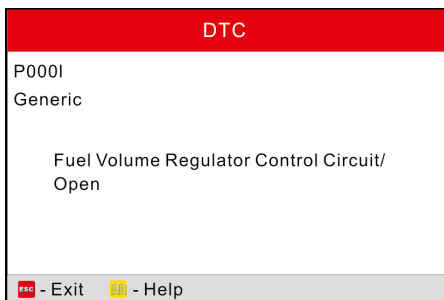 DTC
P000I
Generic
Fuel Volume Regulator Control Circuit/
Open
ESC - Exit - Help